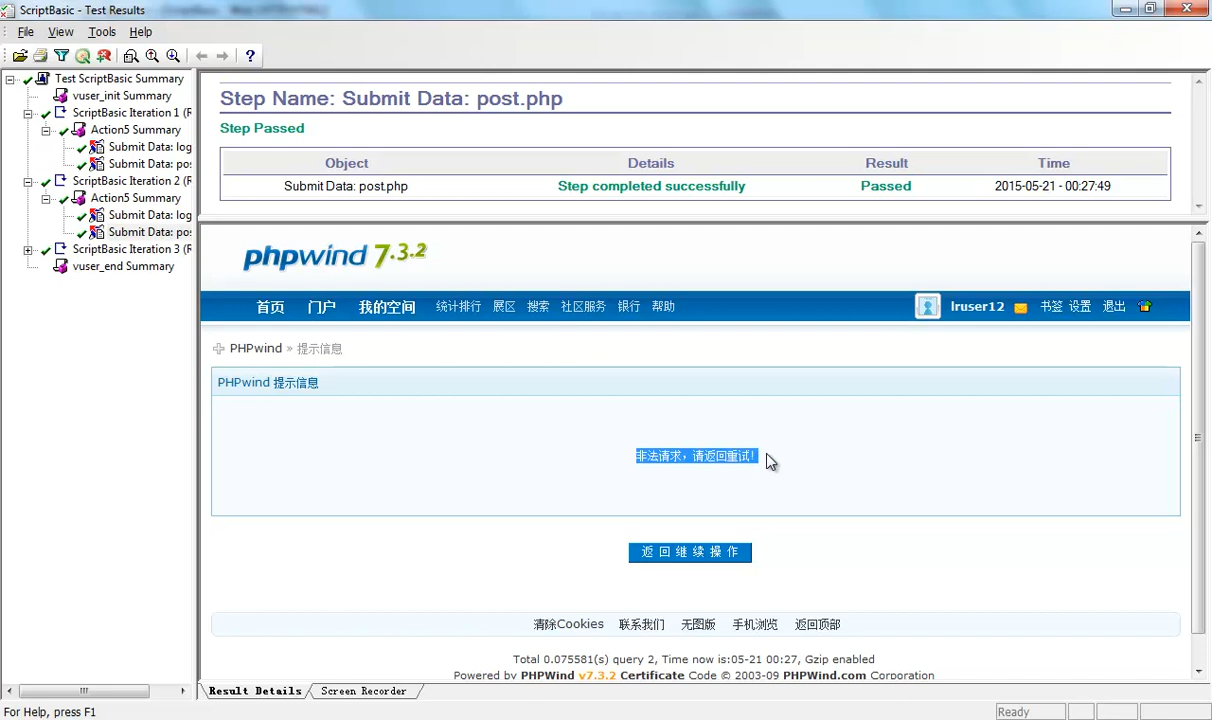 ScriptBasic - Test Results
File View Tools Help
Test ScriptBasic Summary
vuser_init Summary
ScriptBasic Iteration 1 (R
Action5 Summary
Submit Data: log
Submit Data: pos
ScriptBasic Iteration 2 (R
Action5 Summary
Submit Data: log
Submit Data: pos
ScriptBasic Iteration 3 (R
vuser_end Summary
Step Name: Submit Data: post.php
Step Passed
Object Details Result Time
Submit Data: post.php Step completed successfully Passed 2015-05-21 - 00:27:49
phpwind 7.3.2
首页 门户 我的空间 统计排行 展区 搜索 社区服务 银行 帮助 lruser12 书签 设置 退出
PHPwind » 提示信息
PHPwind 提示信息
非法请求，请返回重试!
返回继续操作
清除Cookies 联系我们 无图版 手机浏览 返回顶部
Total 0.075581(s) query 2, Time now is:05-21 00:27, Gzip enabled
Powered by PHPWind v7.3.2 Certificate Code © 2003-09 PHPWind.com Corporation
Result Details Screen Recorder
For Help, press F1
Ready